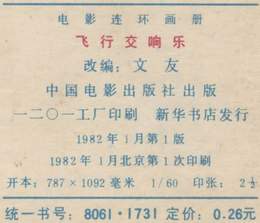 电影连环画册
飞行交响乐
改编：文友
中国电影出版社出版
一二〇一工厂印刷 新华书店发行
1982年1月第1版
1982年1月北京第1次印刷
开本：787×1092毫米 1/60 印张：2½
统一书号：8061·1731 定价：0.26元